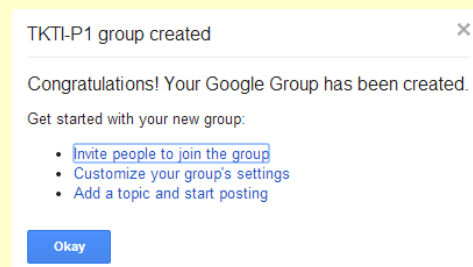 TKTI-P1 group created
×
Congratulations! Your Google Group has been created.
Get started with your new group:
• Invite people to join the group
• Customize your group's settings
• Add a topic and start posting
Okay